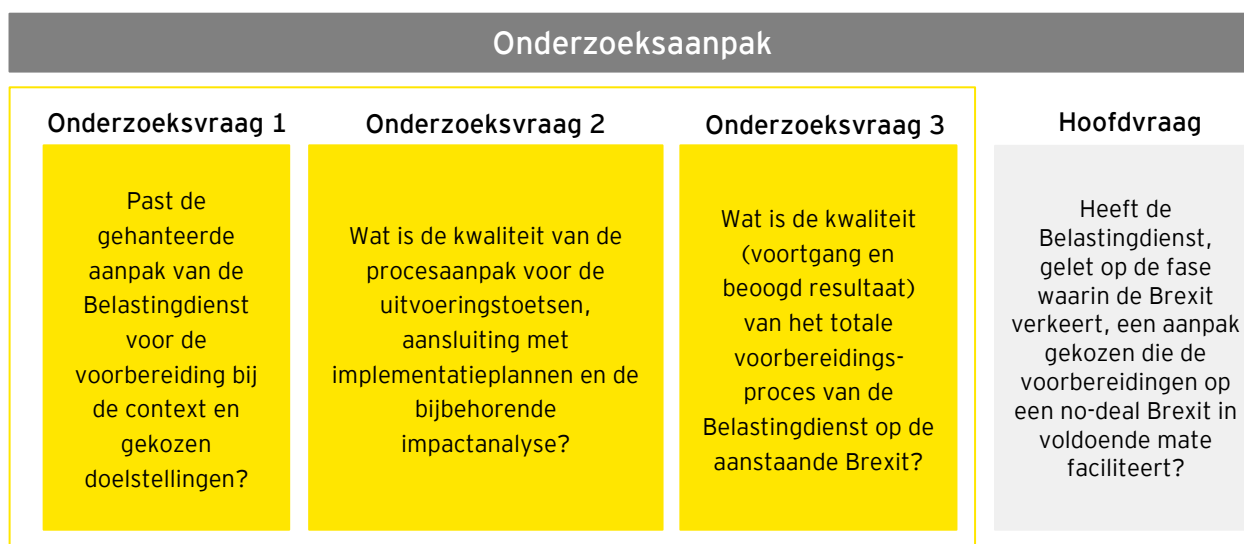 Onderzoeksaanpak
Onderzoeksvraag 1
Past de
gehanteerde
aanpak van de
Belastingdienst
voor de
voorbereiding bij
de context en
gekozen
doelstellingen?
Onderzoeksvraag 2
Wat is de kwaliteit van de
procesaanpak voor de
uitvoeringstoetsen,
aansluiting met
implementatieplannen en de
bijbehorende
impactanalyse?
Onderzoeksvraag 3
Wat is de kwaliteit
(voortgang en
beoogd resultaat)
van het totale
voorbereidings-
proces van de
Belastingdienst op de
aanstaande Brexit?
Hoofdvraag
Heeft de
Belastingdienst,
gelet op de fase
waarin de Brexit
verkeert, een aanpak
gekozen die de
voorbereidingen op
een no-deal Brexit in
voldoende mate
faciliteert?